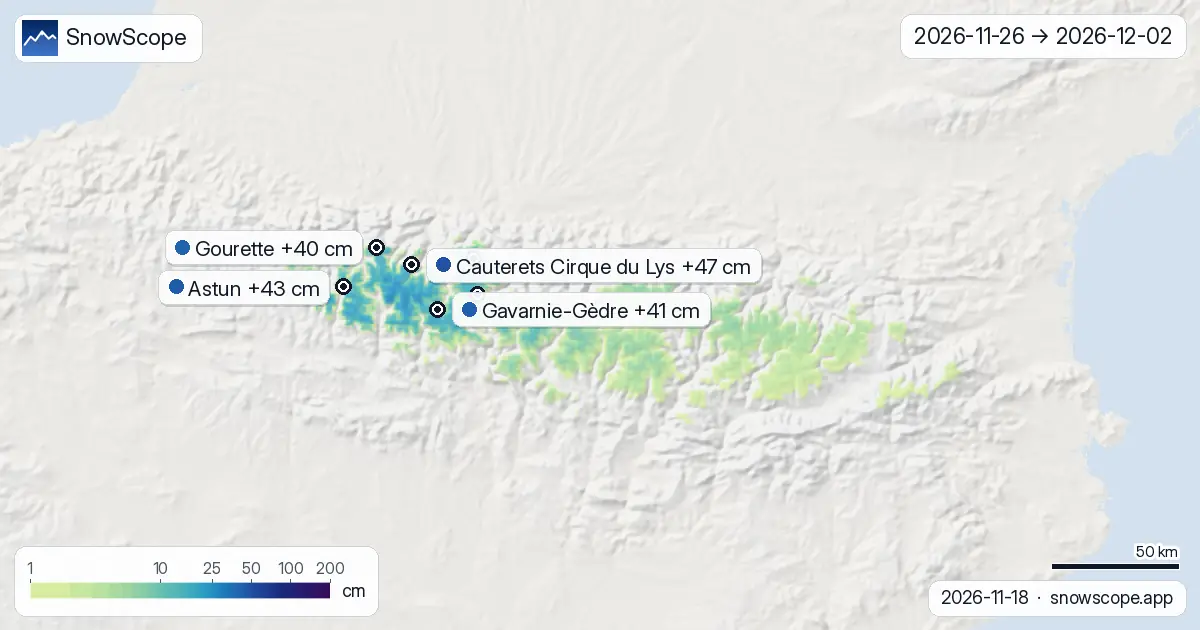 SnowScope
2026-11-26 → 2026-12-02
Gourette +40 cm
Cauterets Cirque du Lys +47 cm
Astun +43 cm
Gavarnie-Gèdre +41 cm
1 10 25 50 100 200
cm
50 km
2026-11-18 · snowscope.app